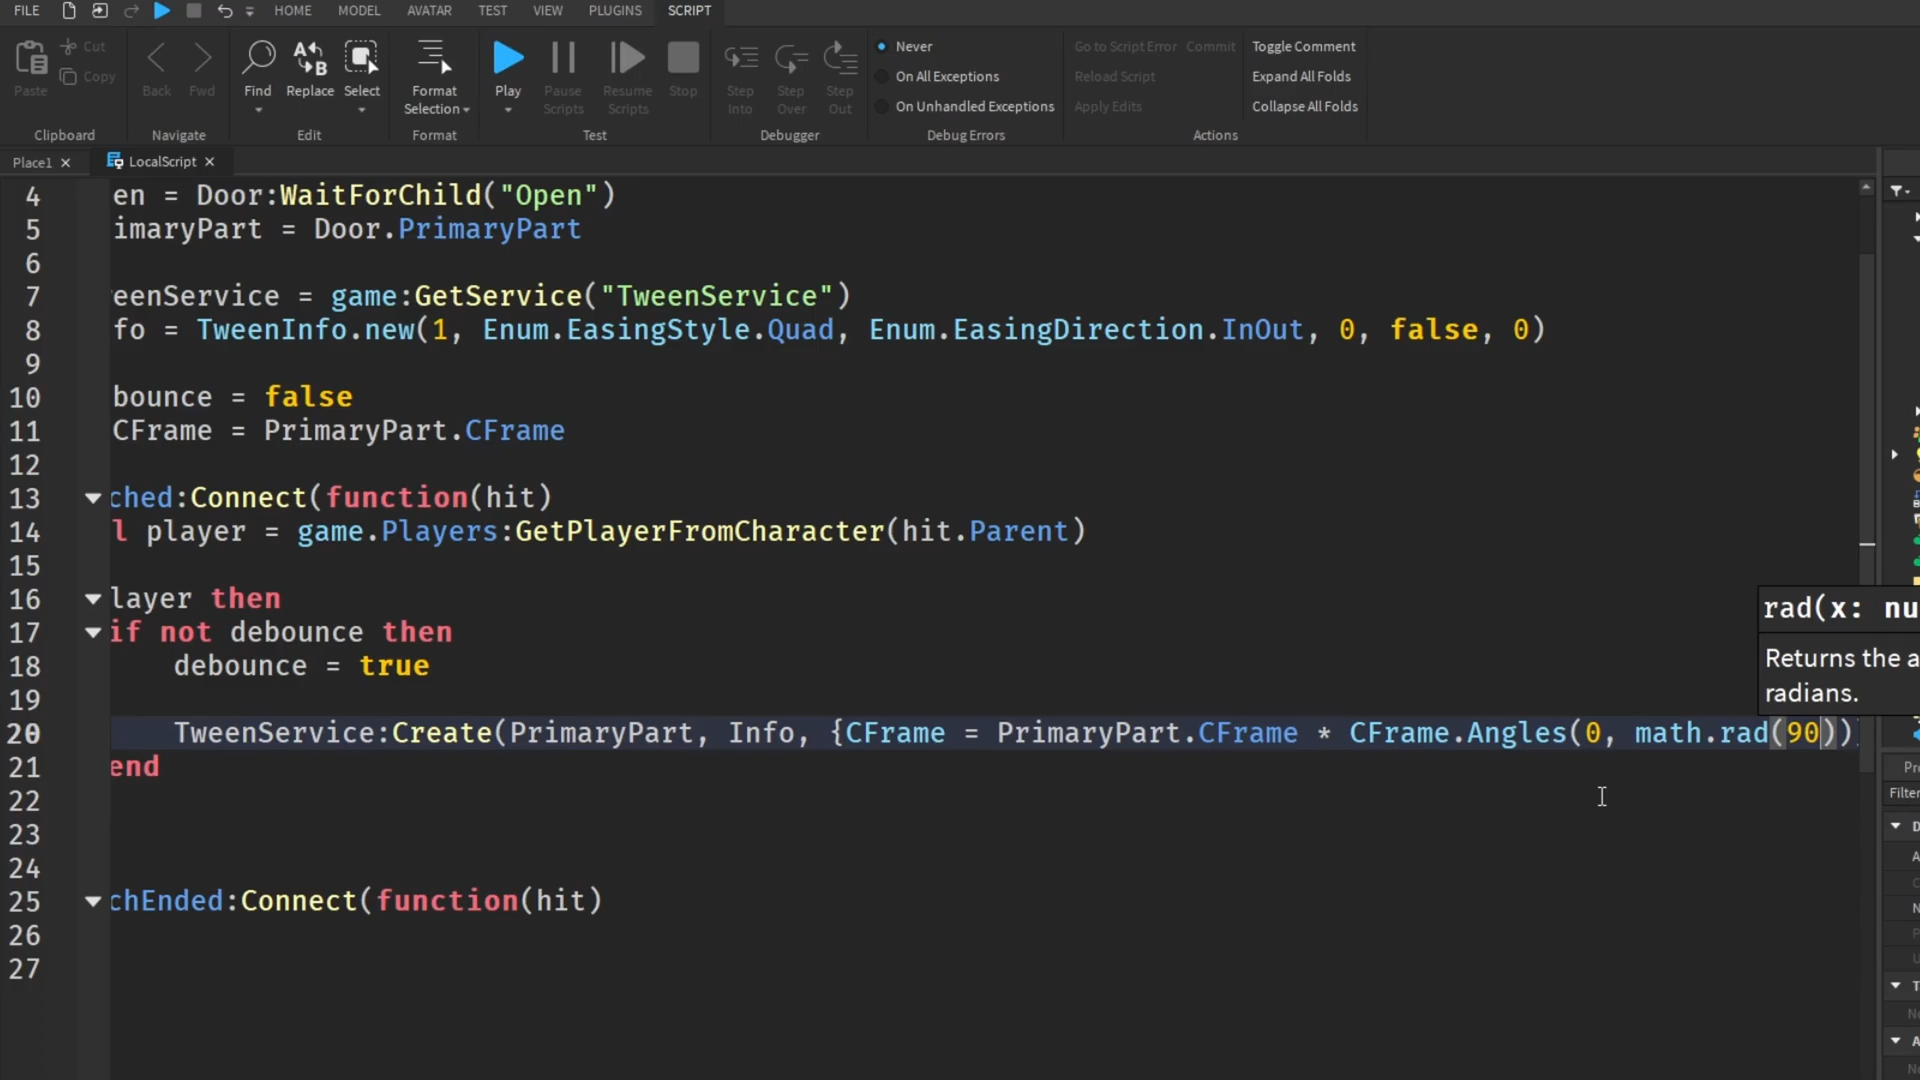 FILE HOME MODEL AVATAR TEST VIEW PLUGINS SCRIPT
Paste Cut Copy Back Fwd Find Replace Select Format Selection Play Pause Scripts Resume Scripts Stop Step Into Step Over Step Out
Never Go to Script Error Commit Toggle Comment
On All Exceptions Reload Script Expand All Folds
On Unhandled Exceptions Apply Edits Collapse All Folds
Clipboard Navigate Edit Format Test Debugger Debug Errors Actions
Place1 LocalScript
4 en = Door:WaitForChild("Open")
5 imaryPart = Door.PrimaryPart
6
7 eenService = game:GetService("TweenService")
8 fo = TweenInfo.new(1, Enum.EasingStyle.Quad, Enum.EasingDirection.InOut, 0, false, 0)
9
10 bounce = false
11 CFrame = PrimaryPart.CFrame
12
13 ched:Connect(function(hit)
14 l player = game.Players:GetPlayerFromCharacter(hit.Parent)
15
16 layer then
17 if not debounce then
18 debounce = true
19
20 TweenService:Create(PrimaryPart, Info, {CFrame = PrimaryPart.CFrame * CFrame.Angles(0, math.rad(90))
21 end
22
23
24
25 chEnded:Connect(function(hit)
26
27
rad(x: nu
Returns the a
radians.
Pr
Filter